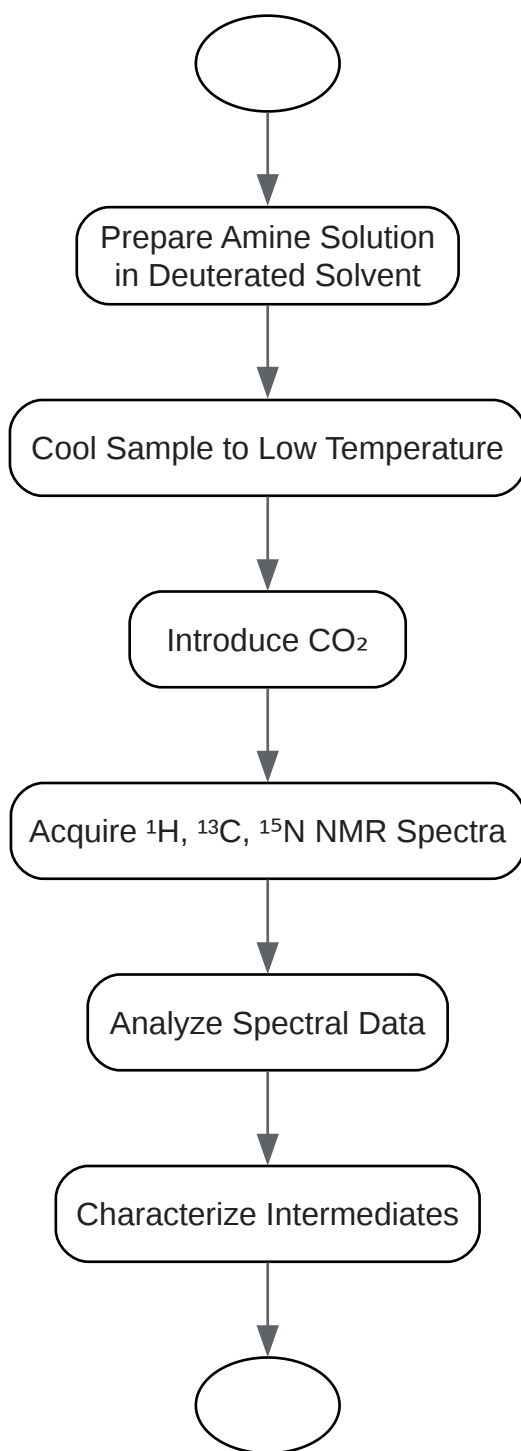 Prepare Amine Solution
in Deuterated Solvent
Cool Sample to Low Temperature
Introduce CO₂
Acquire ¹H, ¹³C, ¹⁵N NMR Spectra
Analyze Spectral Data
Characterize Intermediates